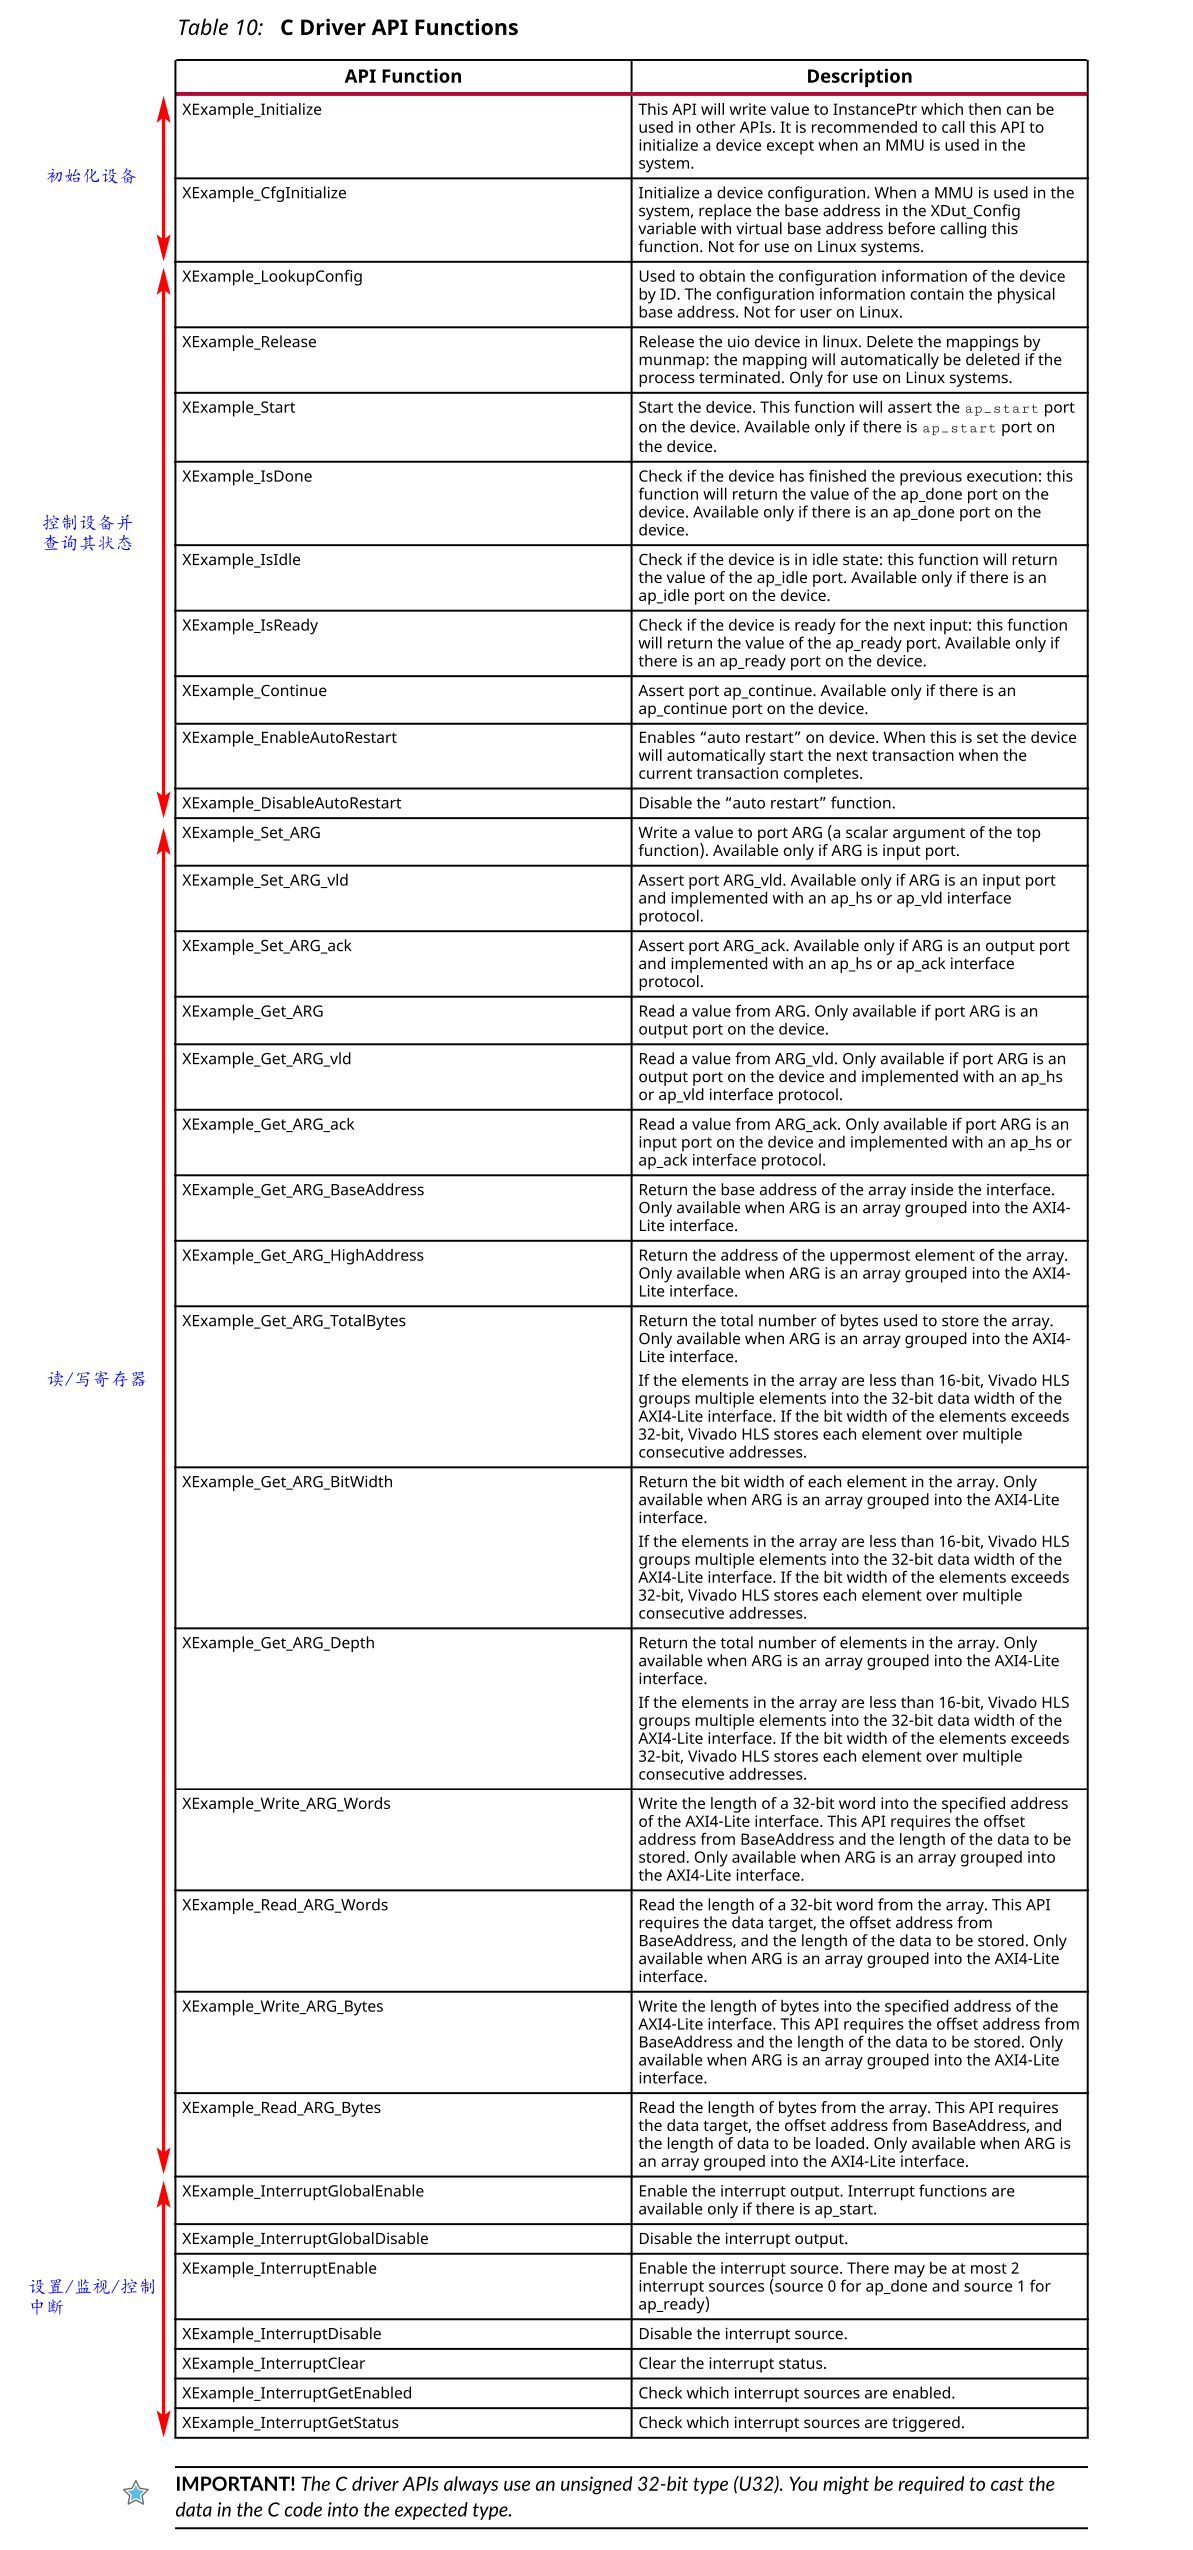 Table 10: C Driver API Functions
API Function Description
初始化设备
XExample_Initialize
This API will write value to InstancePtr which then can be
used in other APIs. It is recommended to call this API to
initialize a device except when an MMU is used in the
system.
XExample_CfgInitialize
Initialize a device configuration. When a MMU is used in the
system, replace the base address in the XDut_Config
variable with virtual base address before calling this
function. Not for use on Linux systems.
控制设备并
查询其状态
XExample_LookupConfig
Used to obtain the configuration information of the device
by ID. The configuration information contain the physical
base address. Not for user on Linux.
XExample_Release
Release the uio device in linux. Delete the mappings by
munmap: the mapping will automatically be deleted if the
process terminated. Only for use on Linux systems.
XExample_Start
Start the device. This function will assert the ap_start port
on the device. Available only if there is ap_start port on
the device.
XExample_IsDone
Check if the device has finished the previous execution: this
function will return the value of the ap_done port on the
device. Available only if there is an ap_done port on the
device.
XExample_IsIdle
Check if the device is in idle state: this function will return
the value of the ap_idle port. Available only if there is an
ap_idle port on the device.
XExample_IsReady
Check if the device is ready for the next input: this function
will return the value of the ap_ready port. Available only if
there is an ap_ready port on the device.
XExample_Continue
Assert port ap_continue. Available only if there is an
ap_continue port on the device.
XExample_EnableAutoRestart
Enables “auto restart” on device. When this is set the device
will automatically start the next transaction when the
current transaction completes.
XExample_DisableAutoRestart
Disable the “auto restart” function.
读/写寄存器
XExample_Set_ARG
Write a value to port ARG (a scalar argument of the top
function). Available only if ARG is input port.
XExample_Set_ARG_vld
Assert port ARG_vld. Available only if ARG is an input port
and implemented with an ap_hs or ap_vld interface
protocol.
XExample_Set_ARG_ack
Assert port ARG_ack. Available only if ARG is an output port
and implemented with an ap_hs or ap_ack interface
protocol.
XExample_Get_ARG
Read a value from ARG. Only available if port ARG is an
output port on the device.
XExample_Get_ARG_vld
Read a value from ARG_vld. Only available if port ARG is an
output port on the device and implemented with an ap_hs
or ap_vld interface protocol.
XExample_Get_ARG_ack
Read a value from ARG_ack. Only available if port ARG is an
input port on the device and implemented with an ap_hs or
ap_ack interface protocol.
XExample_Get_ARG_BaseAddress
Return the base address of the array inside the interface.
Only available when ARG is an array grouped into the AXI4-
Lite interface.
XExample_Get_ARG_HighAddress
Return the address of the uppermost element of the array.
Only available when ARG is an array grouped into the AXI4-
Lite interface.
XExample_Get_ARG_TotalBytes
Return the total number of bytes used to store the array.
Only available when ARG is an array grouped into the AXI4-
Lite interface.
If the elements in the array are less than 16-bit, Vivado HLS
groups multiple elements into the 32-bit data width of the
AXI4-Lite interface. If the bit width of the elements exceeds
32-bit, Vivado HLS stores each element over multiple
consecutive addresses.
XExample_Get_ARG_BitWidth
Return the bit width of each element in the array. Only
available when ARG is an array grouped into the AXI4-Lite
interface.
If the elements in the array are less than 16-bit, Vivado HLS
groups multiple elements into the 32-bit data width of the
AXI4-Lite interface. If the bit width of the elements exceeds
32-bit, Vivado HLS stores each element over multiple
consecutive addresses.
XExample_Get_ARG_Depth
Return the total number of elements in the array. Only
available when ARG is an array grouped into the AXI4-Lite
interface.
If the elements in the array are less than 16-bit, Vivado HLS
groups multiple elements into the 32-bit data width of the
AXI4-Lite interface. If the bit width of the elements exceeds
32-bit, Vivado HLS stores each element over multiple
consecutive addresses.
XExample_Write_ARG_Words
Write the length of a 32-bit word into the specified address
of the AXI4-Lite interface. This API requires the offset
address from BaseAddress and the length of the data to be
stored. Only available when ARG is an array grouped into
the AXI4-Lite interface.
XExample_Read_ARG_Words
Read the length of a 32-bit word from the array. This API
requires the data target, the offset address from
BaseAddress, and the length of the data to be stored. Only
available when ARG is an array grouped into the AXI4-Lite
interface.
XExample_Write_ARG_Bytes
Write the length of bytes into the specified address of the
AXI4-Lite interface. This API requires the offset address from
BaseAddress and the length of the data to be stored. Only
available when ARG is an array grouped into the AXI4-Lite
interface.
XExample_Read_ARG_Bytes
Read the length of bytes from the array. This API requires
the data target, the offset address from BaseAddress, and
the length of data to be loaded. Only available when ARG is
an array grouped into the AXI4-Lite interface.
设置/监视/控制
中断
XExample_InterruptGlobalEnable
Enable the interrupt output. Interrupt functions are
available only if there is ap_start.
XExample_InterruptGlobalDisable
Disable the interrupt output.
XExample_InterruptEnable
Enable the interrupt source. There may be at most 2
interrupt sources (source 0 for ap_done and source 1 for
ap_ready)
XExample_InterruptDisable
Disable the interrupt source.
XExample_InterruptClear
Clear the interrupt status.
XExample_InterruptGetEnabled
Check which interrupt sources are enabled.
XExample_InterruptGetStatus
Check which interrupt sources are triggered.
IMPORTANT! The C driver APIs always use an unsigned 32-bit type (U32). You might be required to cast the
data in the C code into the expected type.